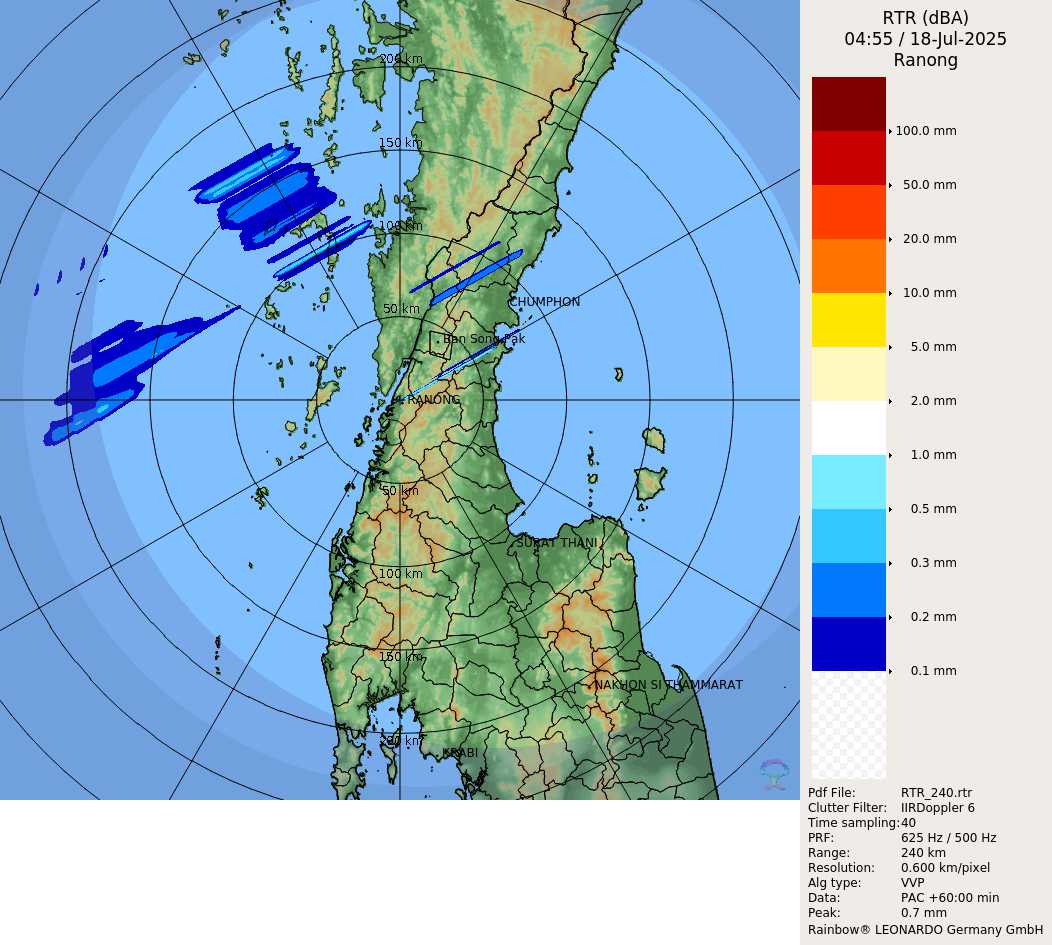 RTR (dBA)
04:55 / 18-Jul-2025
Ranong
100.0 mm
50.0 mm
20.0 mm
10.0 mm
5.0 mm
2.0 mm
1.0 mm
0.5 mm
0.3 mm
0.2 mm
0.1 mm
Pdf File: RTR_240.rtr
Clutter Filter: IIRDoppler 6
Time sampling:40
PRF: 625 Hz / 500 Hz
Range: 240 km
Resolution: 0.600 km/pixel
Alg type: VVP
Data: PAC +60:00 min
Peak: 0.7 mm
Rainbow® LEONARDO Germany GmbH
200 km
150 km
100 km
50 km
CHUMPHON
Ban Song Pak
RANONG
50 km
SURAT THANI
100 km
150 km
NAKHON SI THAMMARAT
200 km
KRABI